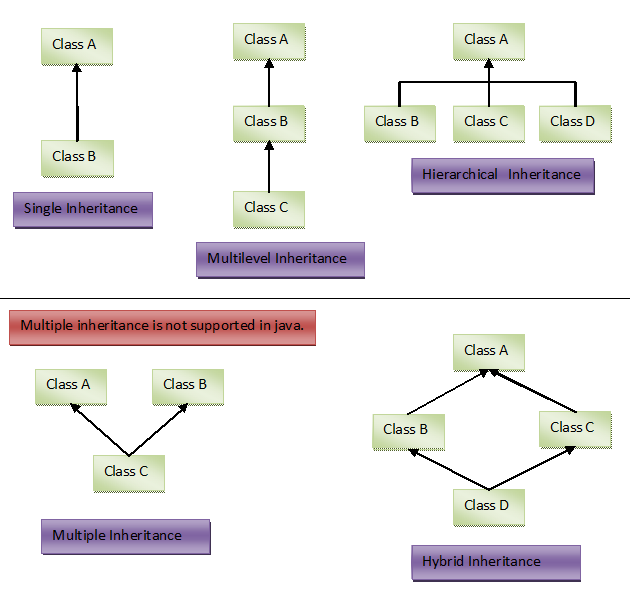 Class A
Class B
Single Inheritance
Class A
Class B
Class C
Multilevel Inheritance
Class A
Class B
Class C
Class D
Hierarchical Inheritance
Multiple inheritance is not supported in java.
Class A
Class B
Class C
Multiple Inheritance
Class A
Class B
Class C
Class D
Hybrid Inheritance